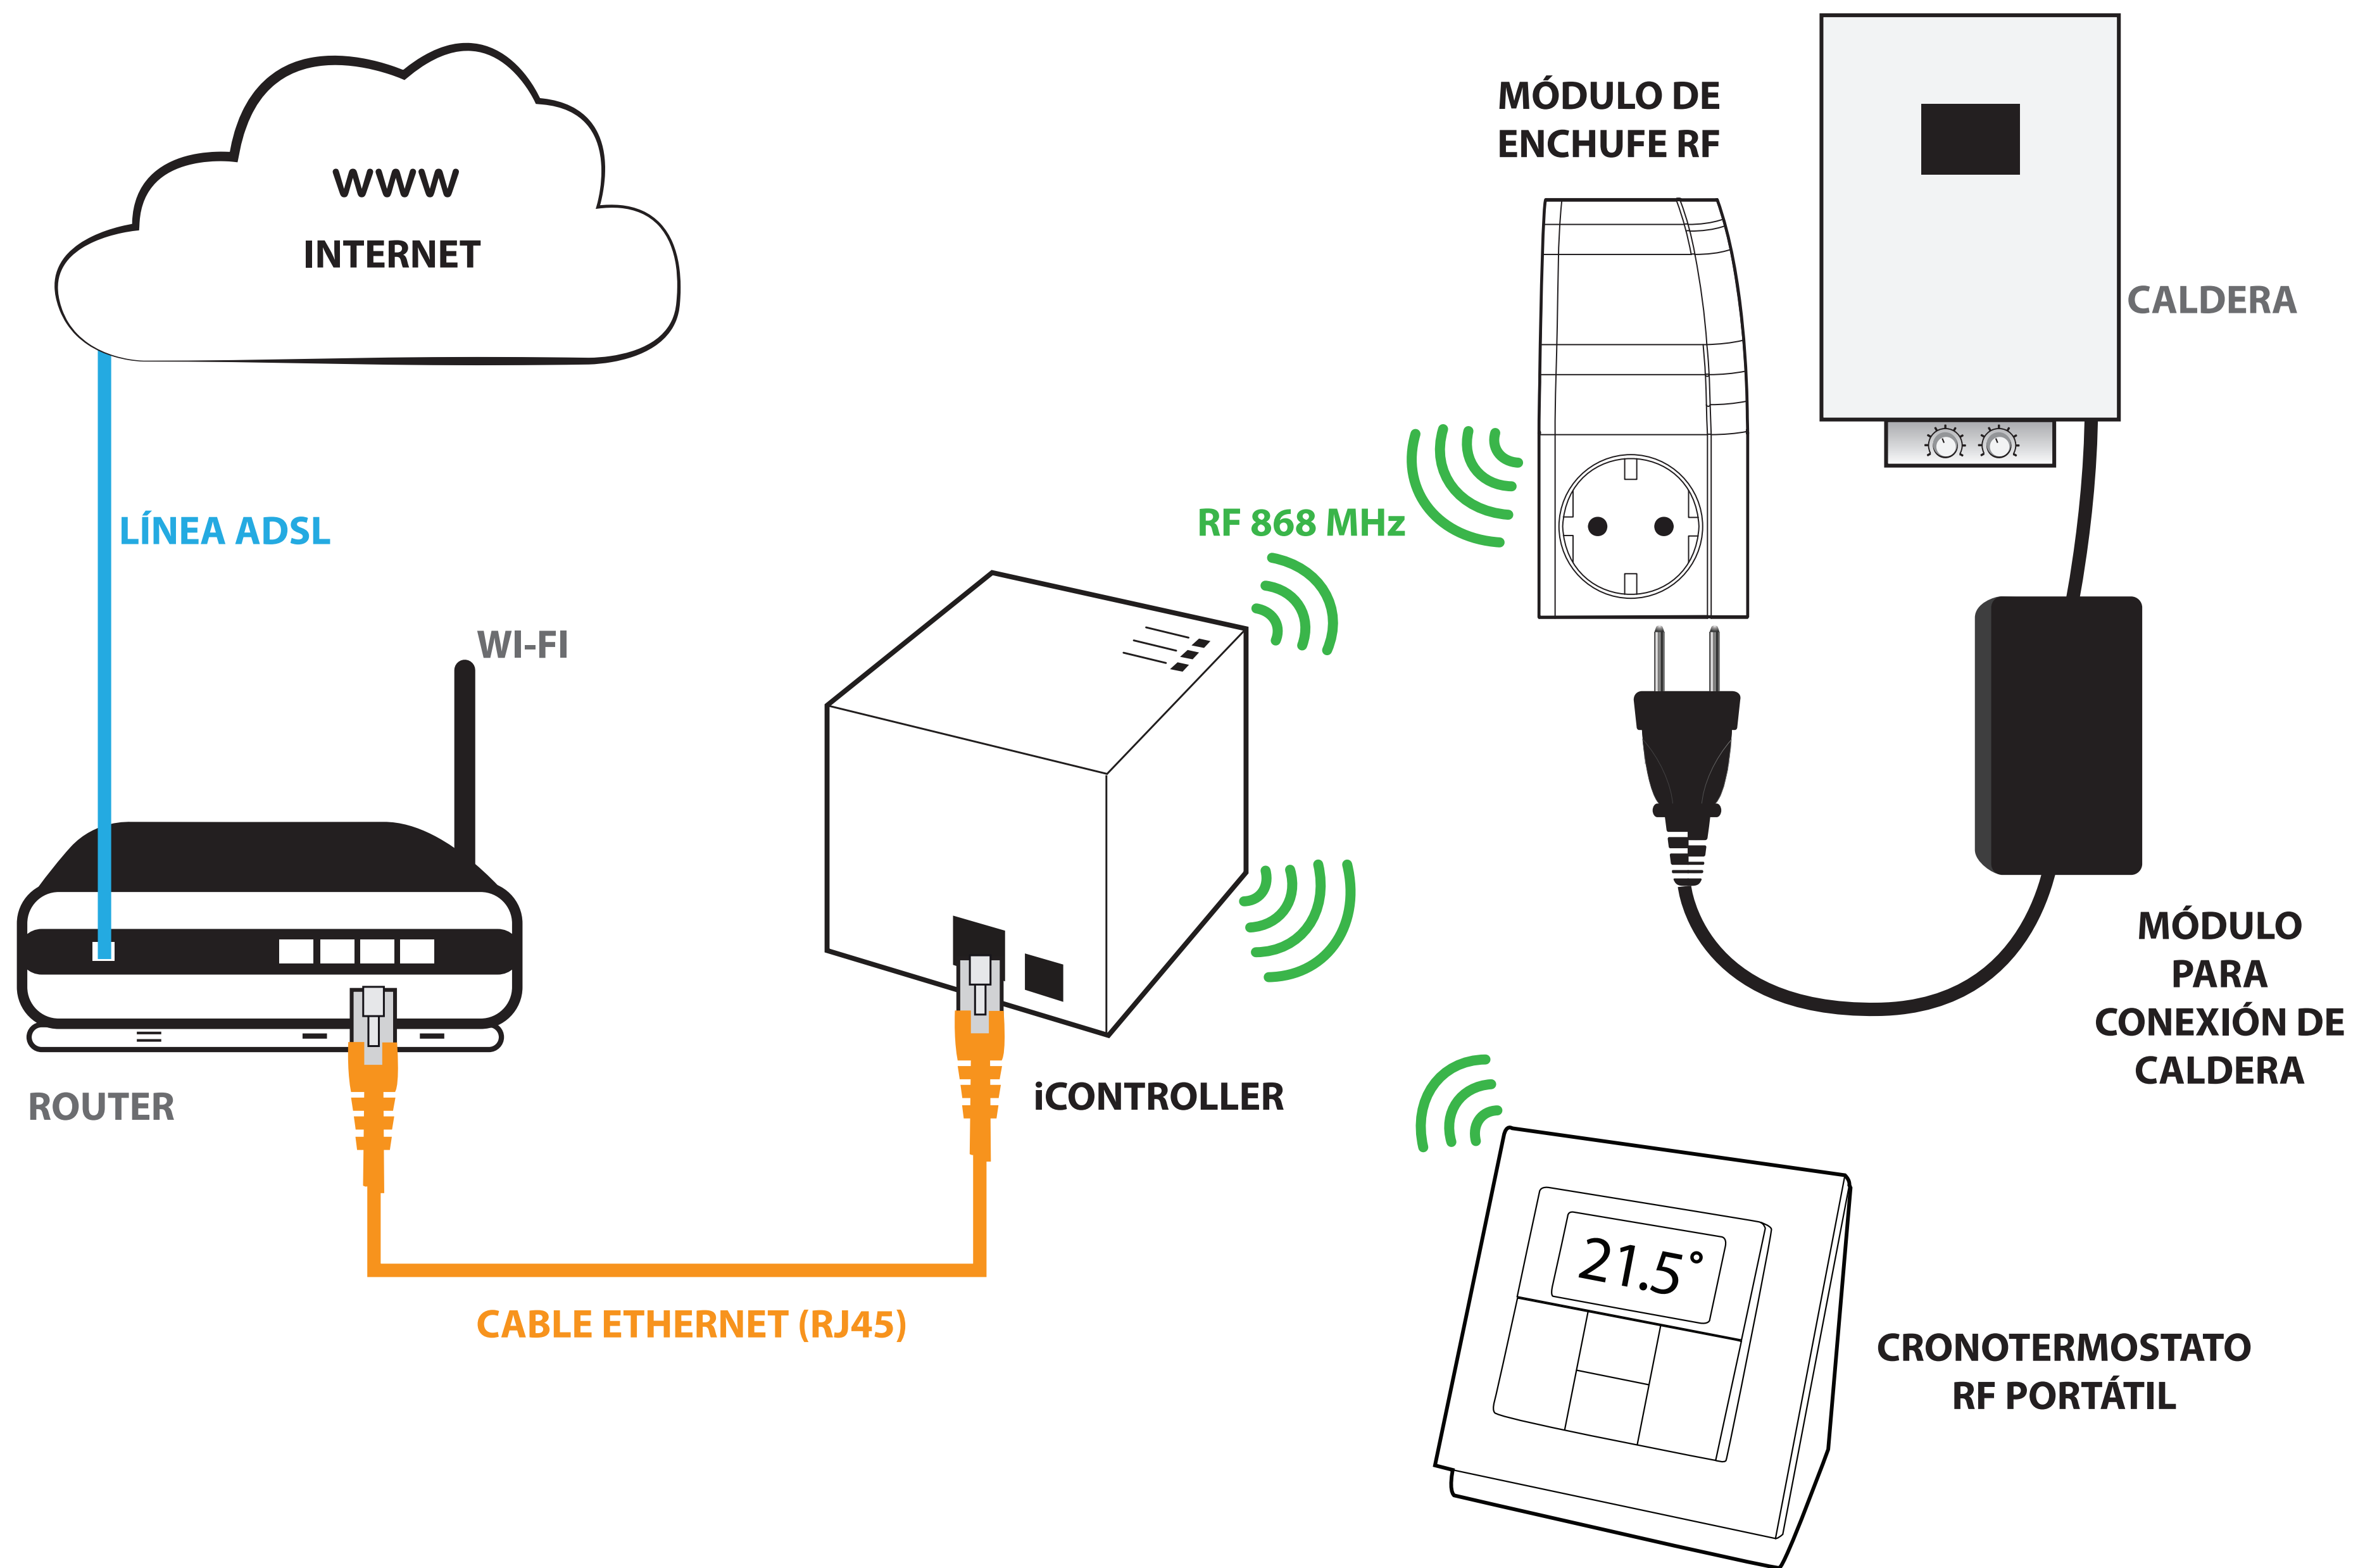 www
INTERNET
MÓDULO DE
ENCHUFE RF
CALDERA
LÍNEA ADSL
RF 868 MHz
WI-FI
MÓDULO
PARA
CONEXIÓN DE
CALDERA
ROUTER
iCONTROLLER
21.5°
CABLE ETHERNET (RJ45)
CRONOTERMOSTATO
RF PORTÁTIL